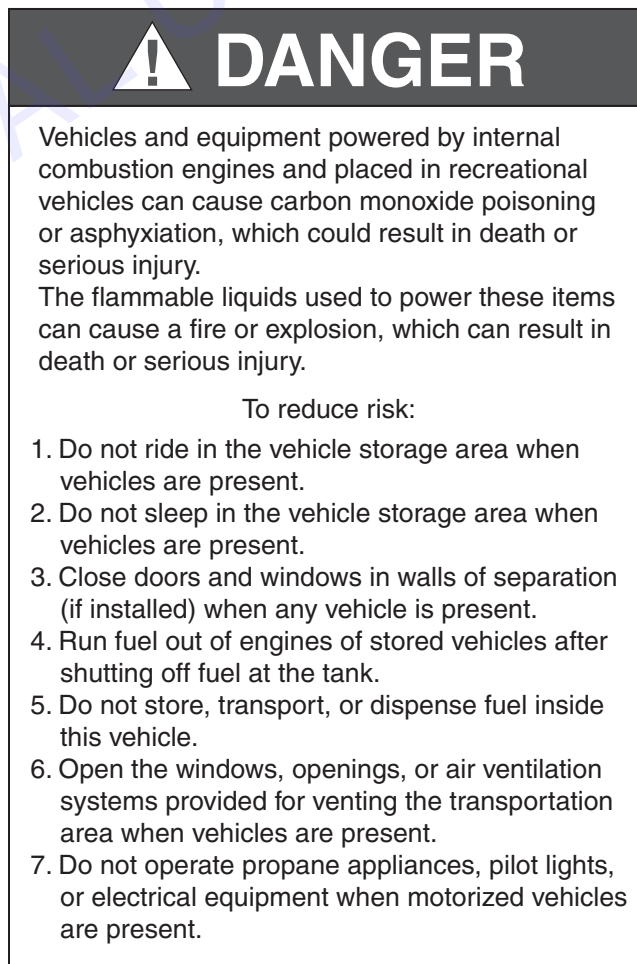 DANGER
Vehicles and equipment powered by internal
combustion engines and placed in recreational
vehicles can cause carbon monoxide poisoning
or asphyxiation, which could result in death or
serious injury.
The flammable liquids used to power these items
can cause a fire or explosion, which can result in
death or serious injury.
To reduce risk:
1. Do not ride in the vehicle storage area when
vehicles are present.
2. Do not sleep in the vehicle storage area when
vehicles are present.
3. Close doors and windows in walls of separation
(if installed) when any vehicle is present.
4. Run fuel out of engines of stored vehicles after
shutting off fuel at the tank.
5. Do not store, transport, or dispense fuel inside
this vehicle.
6. Open the windows, openings, or air ventilation
systems provided for venting the transportation
area when vehicles are present.
7. Do not operate propane appliances, pilot lights,
or electrical equipment when motorized vehicles
are present.